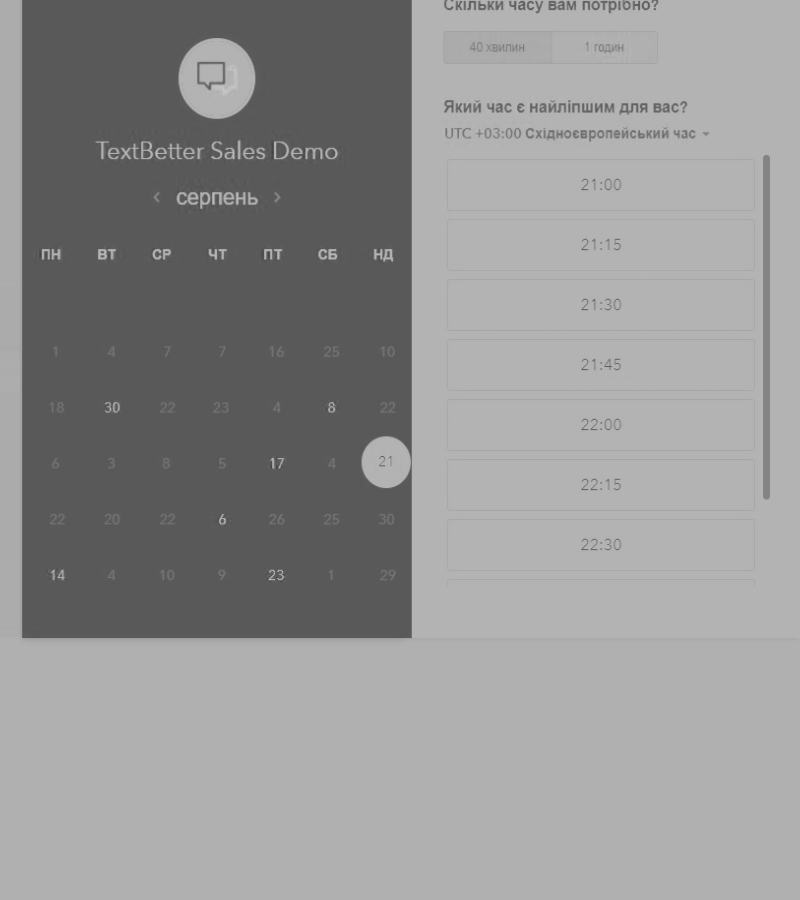 TextBetter Sales Demo
серпень
ПН ВТ СР ЧТ ПТ СБ НД
1 4 7 7 16 25 10
18 30 22 23 4 8 22
6 3 8 5 17 4 21
22 20 22 6 26 25 30
14 4 10 9 23 1 29
Скільки часу вам потрібно?
40 хвилин 1 годин
Який час є найліпшим для вас?
UTC +03:00 Східноєвропейський час
21:00
21:15
21:30
21:45
22:00
22:15
22:30